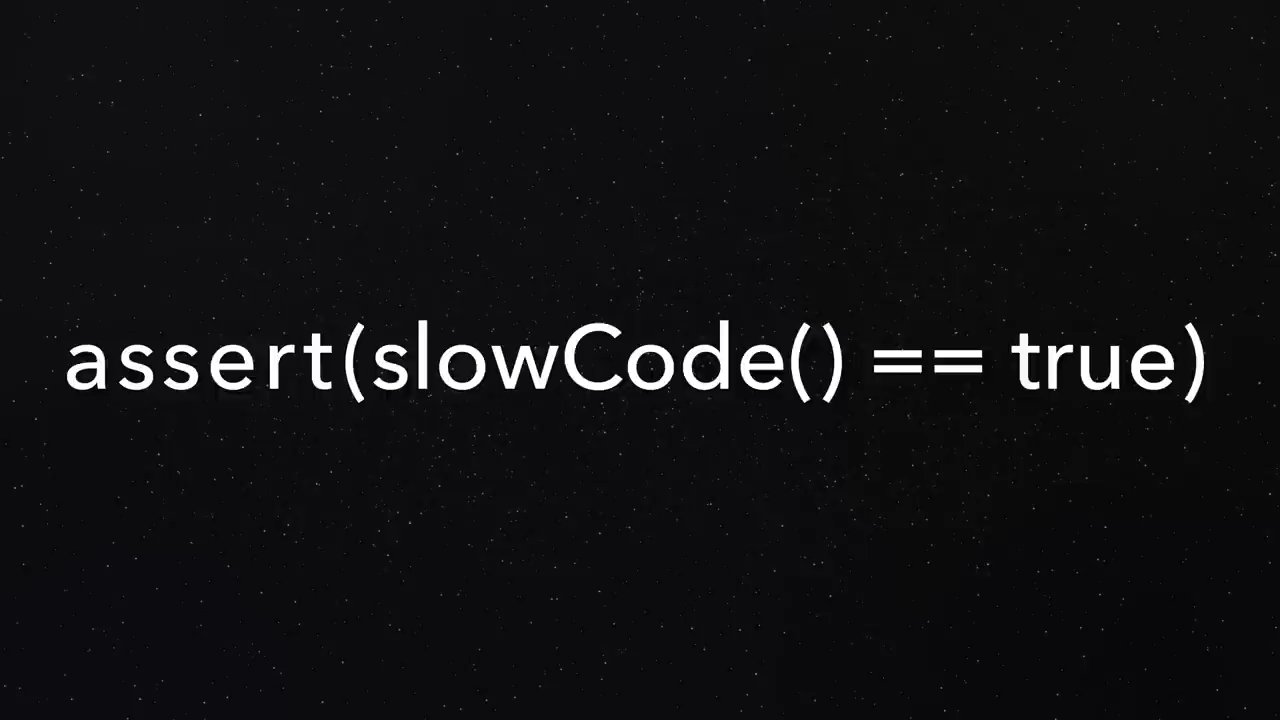 assert(slowCode() == true)